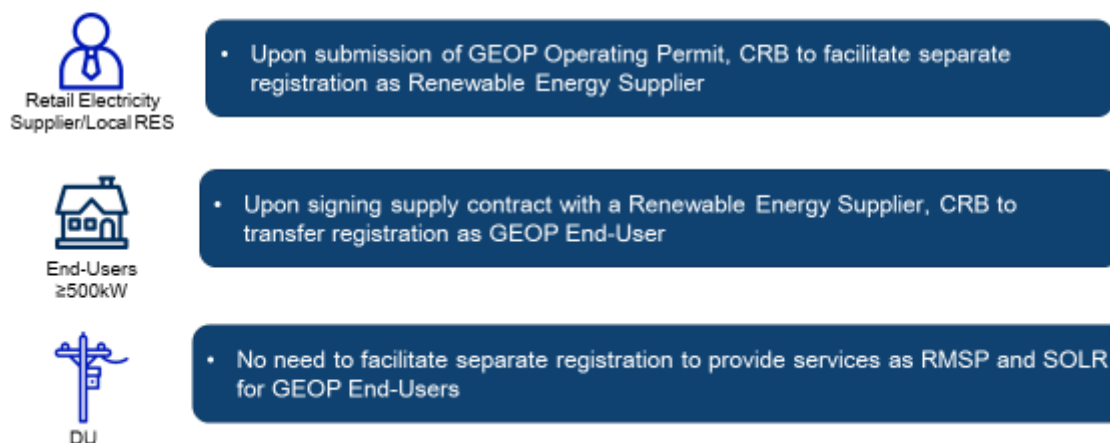 Retail Electricity
Supplier/Local RES
• Upon submission of GEOP Operating Permit, CRB to facilitate separate
registration as Renewable Energy Supplier
End-Users
≥500kW
• Upon signing supply contract with a Renewable Energy Supplier, CRB to
transfer registration as GEOP End-User
DU
• No need to facilitate separate registration to provide services as RMSP and SOLR
for GEOP End-Users